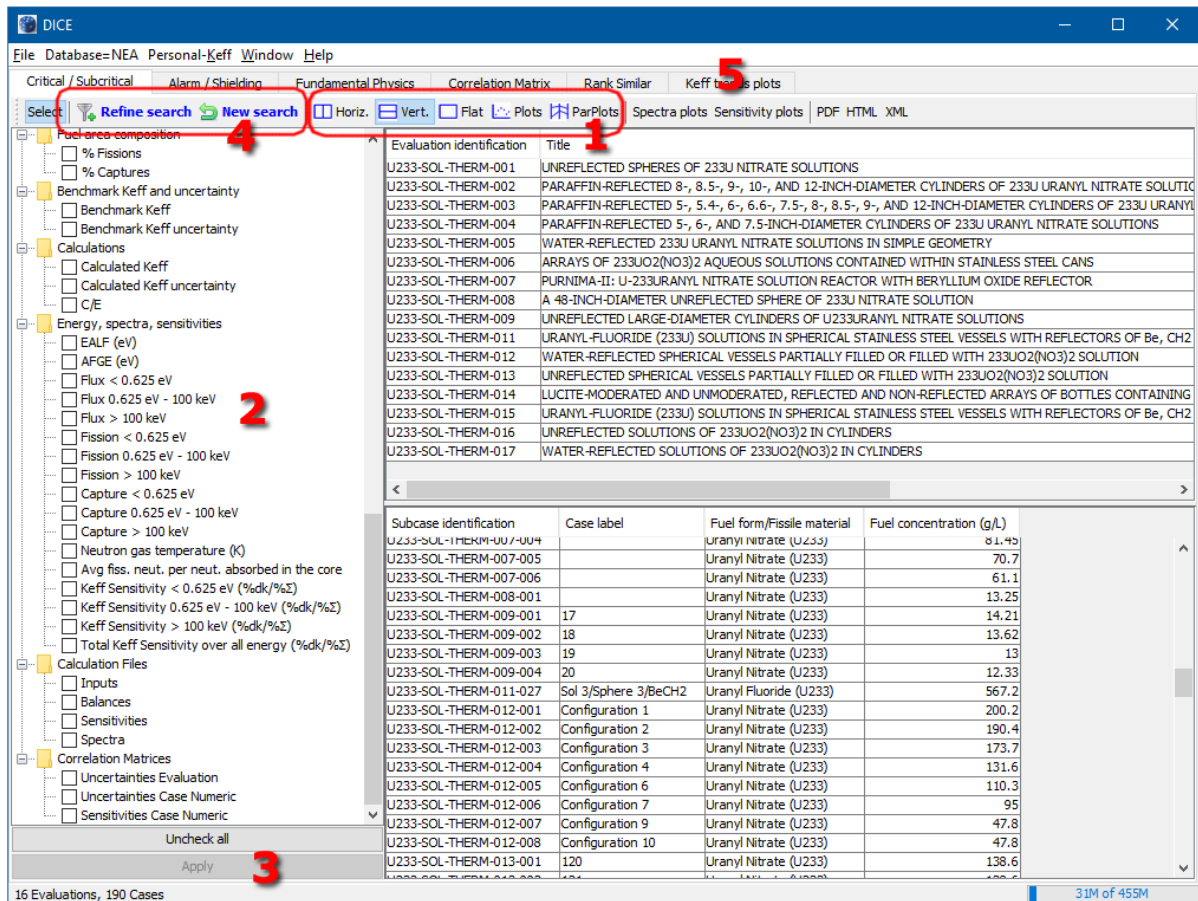 DICE
File Database=NEA Personal-Keff Window Help
Critical / Subcritical Alarm / Shielding Fundamental Physics Correlation Matrix Rank Similar Keff trends plots
5
Select Refine search New search Horiz. Vert. Flat Plots ParPlots Spectra plots Sensitivity plots PDF HTML XML
4
1
Fuel area composition
% Fissions
% Captures
Benchmark Keff and uncertainty
Benchmark Keff
Benchmark Keff uncertainty
Calculations
Calculated Keff
Calculated Keff uncertainty
C/E
Energy, spectra, sensitivities
EALF (eV)
AFGE (eV)
Flux < 0.625 eV
Flux 0.625 eV - 100 keV
Flux > 100 keV
Fission < 0.625 eV
Fission 0.625 eV - 100 keV
Fission > 100 keV
Capture < 0.625 eV
Capture 0.625 eV - 100 keV
Capture > 100 keV
Neutron gas temperature (K)
Avg fiss. neut. per neut. absorbed in the core
Keff Sensitivity < 0.625 eV (%dk/%Σ)
Keff Sensitivity 0.625 eV - 100 keV (%dk/%Σ)
Keff Sensitivity > 100 keV (%dk/%Σ)
Total Keff Sensitivity over all energy (%dk/%Σ)
Calculation Files
Inputs
Balances
Sensitivities
Spectra
Correlation Matrices
Uncertainties Evaluation
Uncertainties Case Numeric
Sensitivities Case Numeric
2
Uncheck all
Apply
3
Evaluation identification Title
U233-SOL-THERM-001 UNREFLECTED SPHERES OF 233U NITRATE SOLUTIONS
U233-SOL-THERM-002 PARAFFIN-REFLECTED 8-, 8.5-, 9-, 10-, AND 12-INCH-DIAMETER CYLINDERS OF 233U URANYL NITRATE SOLUTIO
U233-SOL-THERM-003 PARAFFIN-REFLECTED 5-, 5.4-, 6-, 6.6-, 7.5-, 8-, 8.5-, 9-, AND 12-INCH-DIAMETER CYLINDERS OF 233U URANYL
U233-SOL-THERM-004 PARAFFIN-REFLECTED 5-, 6-, AND 7.5-INCH-DIAMETER CYLINDERS OF 233U URANYL NITRATE SOLUTIONS
U233-SOL-THERM-005 WATER-REFLECTED 233U URANYL NITRATE SOLUTIONS IN SIMPLE GEOMETRY
U233-SOL-THERM-006 ARRAYS OF 233UO2(NO3)2 AQUEOUS SOLUTIONS CONTAINED WITHIN STAINLESS STEEL CANS
U233-SOL-THERM-007 PURNIMA-II: U-233URANYL NITRATE SOLUTION REACTOR WITH BERYLLIUM OXIDE REFLECTOR
U233-SOL-THERM-008 A 48-INCH-DIAMETER UNREFLECTED SPHERE OF 233U NITRATE SOLUTION
U233-SOL-THERM-009 UNREFLECTED LARGE-DIAMETER CYLINDERS OF U233URANYL NITRATE SOLUTIONS
U233-SOL-THERM-011 URANYL-FLUORIDE (233U) SOLUTIONS IN SPHERICAL STAINLESS STEEL VESSELS WITH REFLECTORS OF Be, CH2
U233-SOL-THERM-012 WATER-REFLECTED SPHERICAL VESSELS PARTIALLY FILLED OR FILLED WITH 233UO2(NO3)2 SOLUTION
U233-SOL-THERM-013 UNREFLECTED SPHERICAL VESSELS PARTIALLY FILLED OR FILLED WITH 233UO2(NO3)2 SOLUTION
U233-SOL-THERM-014 LUCITE-MODERATED AND UNMODERATED, REFLECTED AND NON-REFLECTED ARRAYS OF BOTTLES CONTAINING
U233-SOL-THERM-015 URANYL-FLUORIDE (233U) SOLUTIONS IN SPHERICAL STAINLESS STEEL VESSELS WITH REFLECTORS OF Be, CH2
U233-SOL-THERM-016 UNREFLECTED SOLUTIONS OF 233UO2(NO3)2 IN CYLINDERS
U233-SOL-THERM-017 WATER-REFLECTED SOLUTIONS OF 233UO2(NO3)2 IN CYLINDERS
Subcase identification Case label Fuel form/Fissile material Fuel concentration (g/L)
U233-SOL-THERM-007-004 Uranyl Nitrate (U233) 81.45
U233-SOL-THERM-007-005 Uranyl Nitrate (U233) 70.7
U233-SOL-THERM-007-006 Uranyl Nitrate (U233) 61.1
U233-SOL-THERM-008-001 Uranyl Nitrate (U233) 13.25
U233-SOL-THERM-009-001 17 Uranyl Nitrate (U233) 14.21
U233-SOL-THERM-009-002 18 Uranyl Nitrate (U233) 13.62
U233-SOL-THERM-009-003 19 Uranyl Nitrate (U233) 13
U233-SOL-THERM-009-004 20 Uranyl Nitrate (U233) 12.33
U233-SOL-THERM-011-027 Sol 3/Sphere 3/BeCH2 Uranyl Fluoride (U233) 567.2
U233-SOL-THERM-012-001 Configuration 1 Uranyl Nitrate (U233) 200.2
U233-SOL-THERM-012-002 Configuration 2 Uranyl Nitrate (U233) 190.4
U233-SOL-THERM-012-003 Configuration 3 Uranyl Nitrate (U233) 173.7
U233-SOL-THERM-012-004 Configuration 4 Uranyl Nitrate (U233) 131.6
U233-SOL-THERM-012-005 Configuration 6 Uranyl Nitrate (U233) 110.3
U233-SOL-THERM-012-006 Configuration 7 Uranyl Nitrate (U233) 95
U233-SOL-THERM-012-007 Configuration 9 Uranyl Nitrate (U233) 47.8
U233-SOL-THERM-012-008 Configuration 10 Uranyl Nitrate (U233) 47.8
U233-SOL-THERM-013-001 120 Uranyl Nitrate (U233) 138.6
16 Evaluations, 190 Cases 31M of 455M